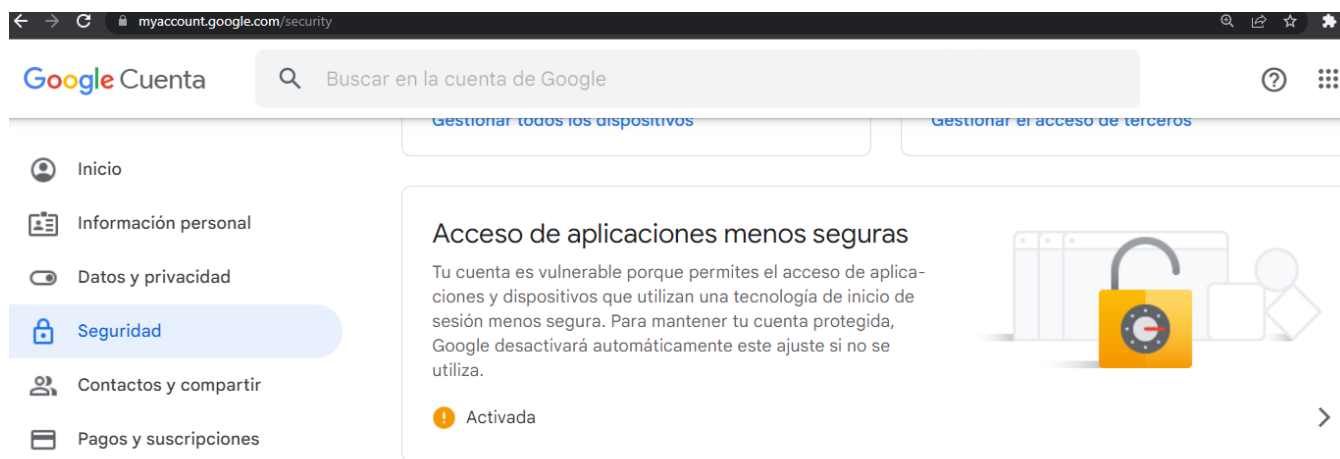 myaccount.google.com/security
Google Cuenta
Buscar en la cuenta de Google
Gestionar todos los dispositivos
Gestionar el acceso de terceros
Inicio
Información personal
Datos y privacidad
Seguridad
Contactos y compartir
Pagos y suscripciones
Acceso de aplicaciones menos seguras
Tu cuenta es vulnerable porque permites el acceso de aplica-
ciones y dispositivos que utilizan una tecnología de inicio de
sesión menos segura. Para mantener tu cuenta protegida,
Google desactivará automáticamente este ajuste si no se
utiliza.
Activada